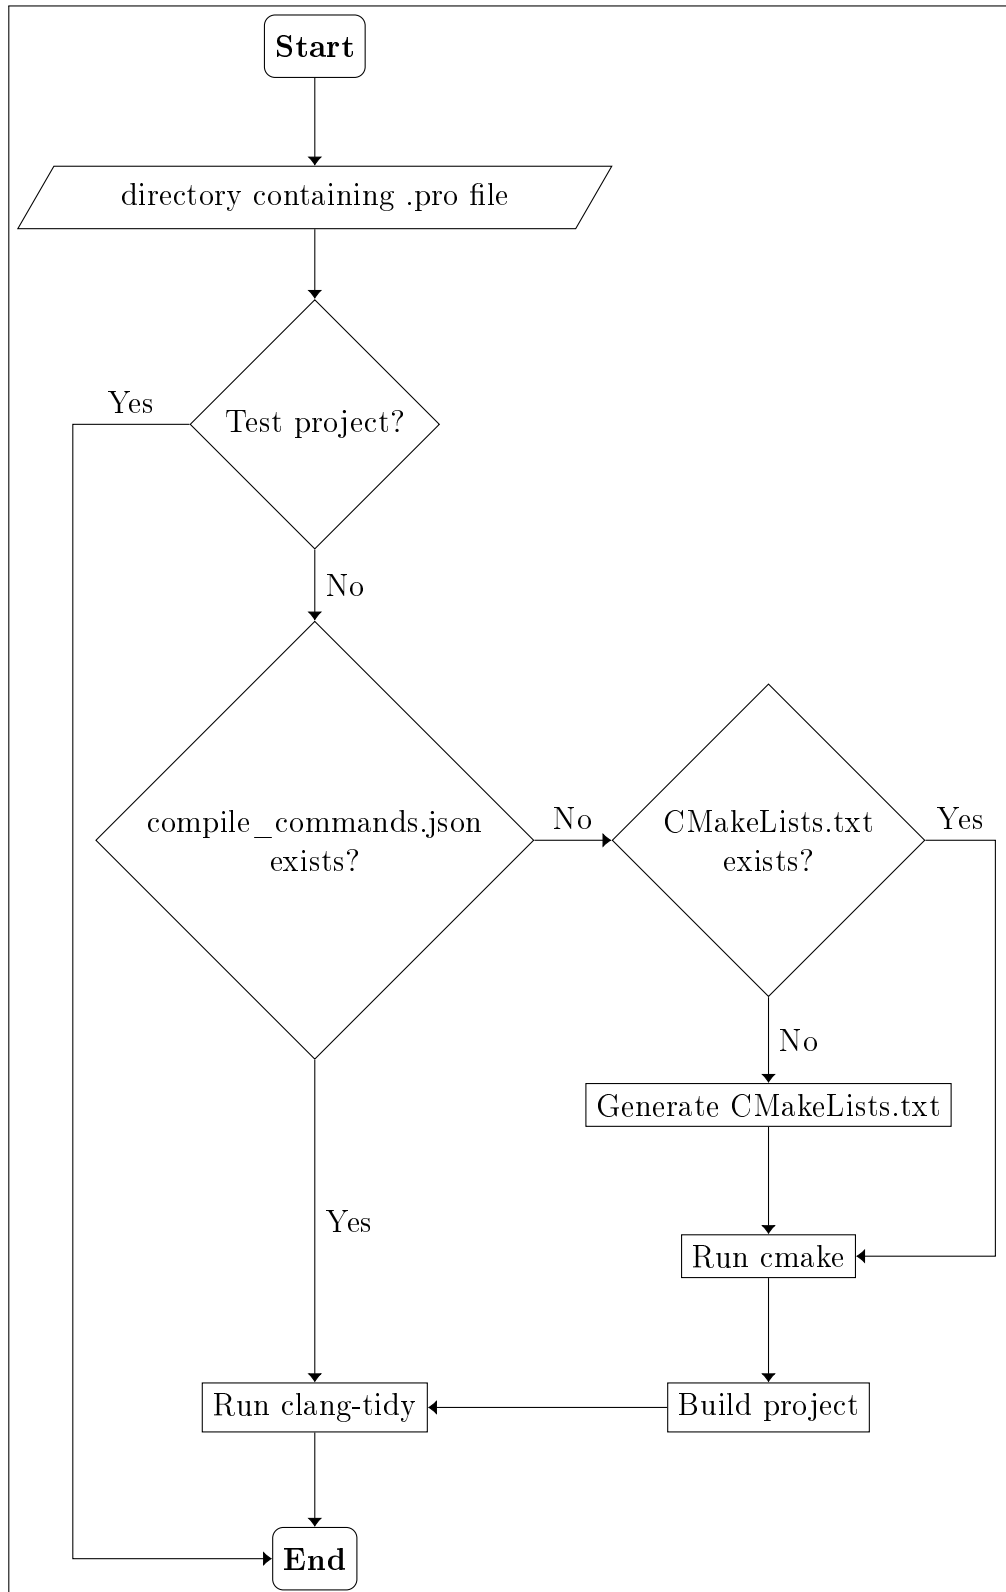 Start
directory containing .pro file
Yes
Test project?
No
compile_commands.json
exists?
No
CMakeLists.txt
exists?
Yes
No
Generate CMakeLists.txt
Yes
Run cmake
Run clang-tidy
Build project
End